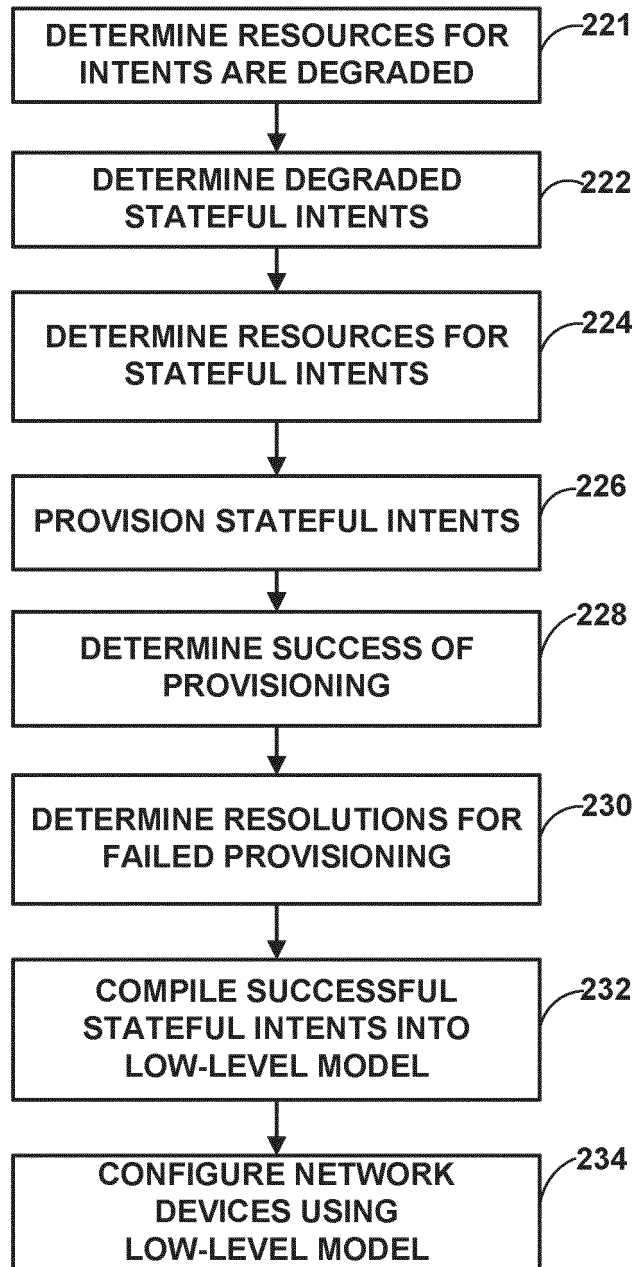 DETERMINE RESOURCES FOR
INTENTS ARE DEGRADED
221
DETERMINE DEGRADED
STATEFUL INTENTS
222
DETERMINE RESOURCES FOR
STATEFUL INTENTS
224
PROVISION STATEFUL INTENTS
226
DETERMINE SUCCESS OF
PROVISIONING
228
DETERMINE RESOLUTIONS FOR
FAILED PROVISIONING
230
COMPILE SUCCESSFUL
STATEFUL INTENTS INTO
LOW-LEVEL MODEL
232
CONFIGURE NETWORK
DEVICES USING
LOW-LEVEL MODEL
234